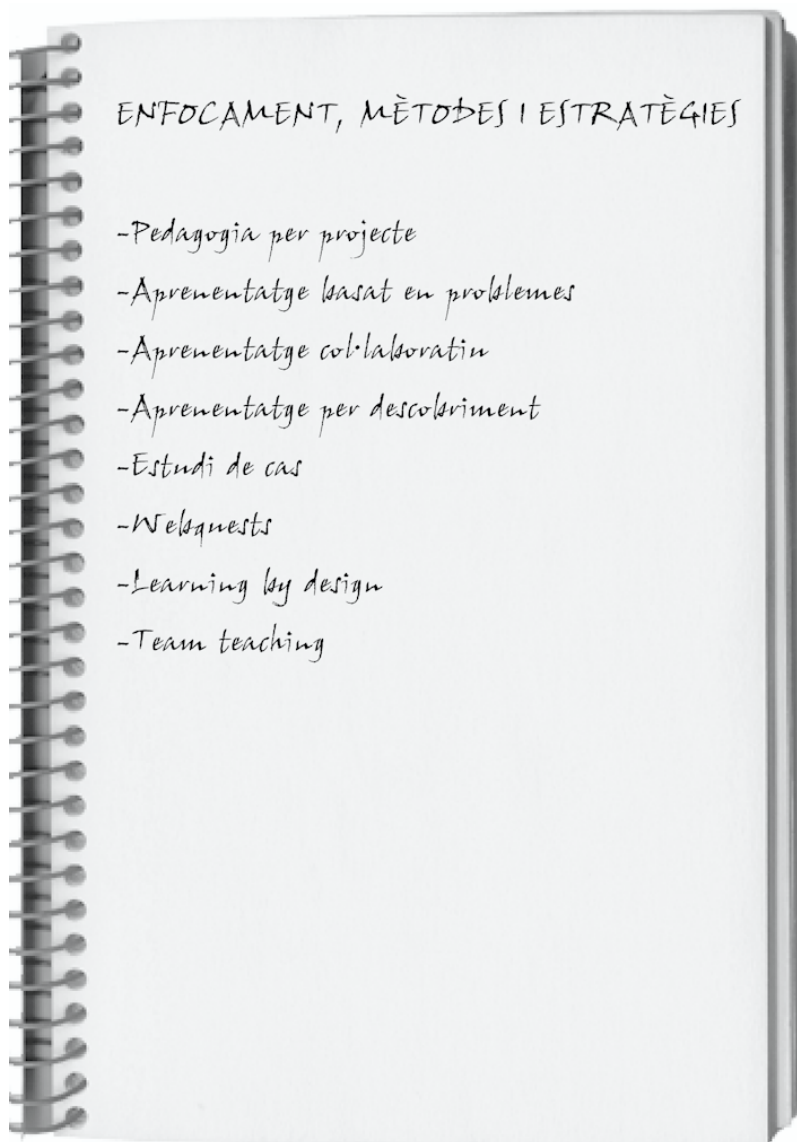 ENFOCAMENT, MÈTODES I ESTRATÈGIES
-Pedagogia per projecte
-Aprenentatge basat en problemes
-Aprenentatge col·laboratiu
-Aprenentatge per descobriment
-Estudi de cas
-Webquests
-Learning by design
-Team teaching